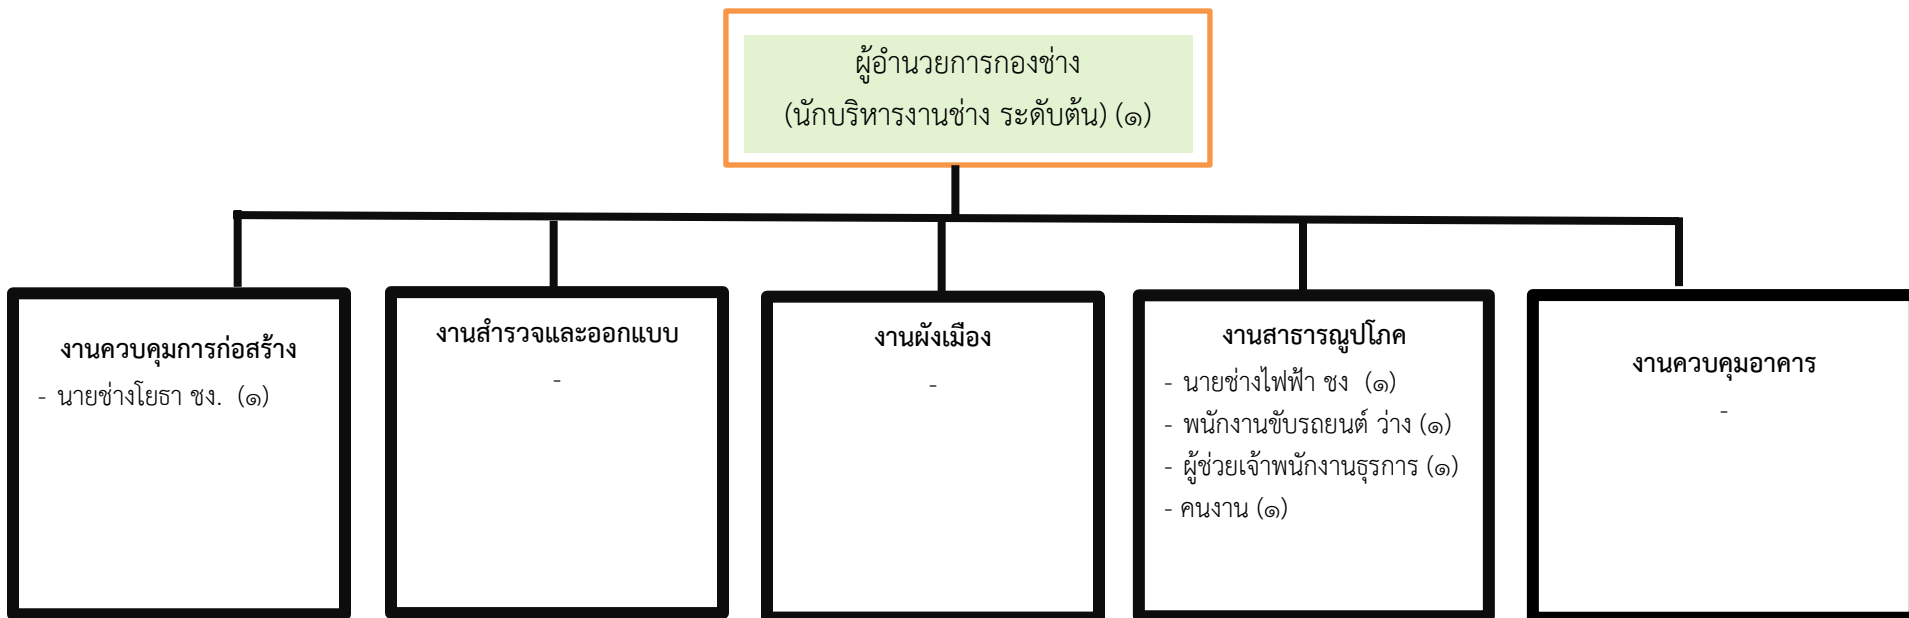 ผู้อำนวยการกองช่าง
(นักบริหารงานช่าง ระดับต้น) (๑)
งานควบคุมการก่อสร้าง
- นายช่างโยธา ชง. (๑)
งานสำรวจและออกแบบ
-
งานผังเมือง
-
งานสาธารณูปโภค
- นายช่างไฟฟ้า ชง (๑)
- พนักงานขับรถยนต์ ว่าง (๑)
- ผู้ช่วยเจ้าพนักงานธุรการ (๑)
- คนงาน (๑)
งานควบคุมอาคาร
-